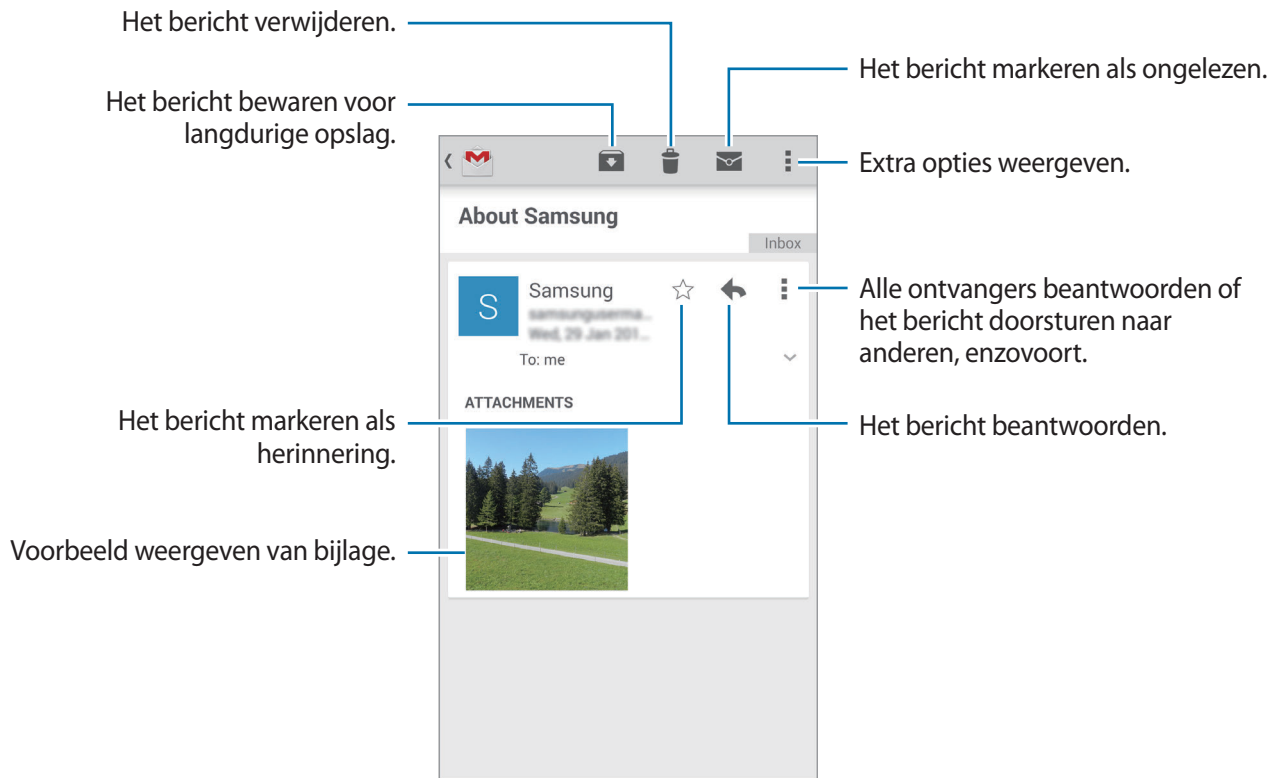 Het bericht verwijderen.
Het bericht bewaren voor
langdurige opslag.
Het bericht markeren als ongelezen.
Extra opties weergeven.
About Samsung
Inbox
S
Samsung
To: me
Alle ontvangers beantwoorden of
het bericht doorsturen naar
anderen, enzovoort.
ATTACHMENTS
Het bericht markeren als
herinnering.
Het bericht beantwoorden.
Voorbeeld weergeven van bijlage.